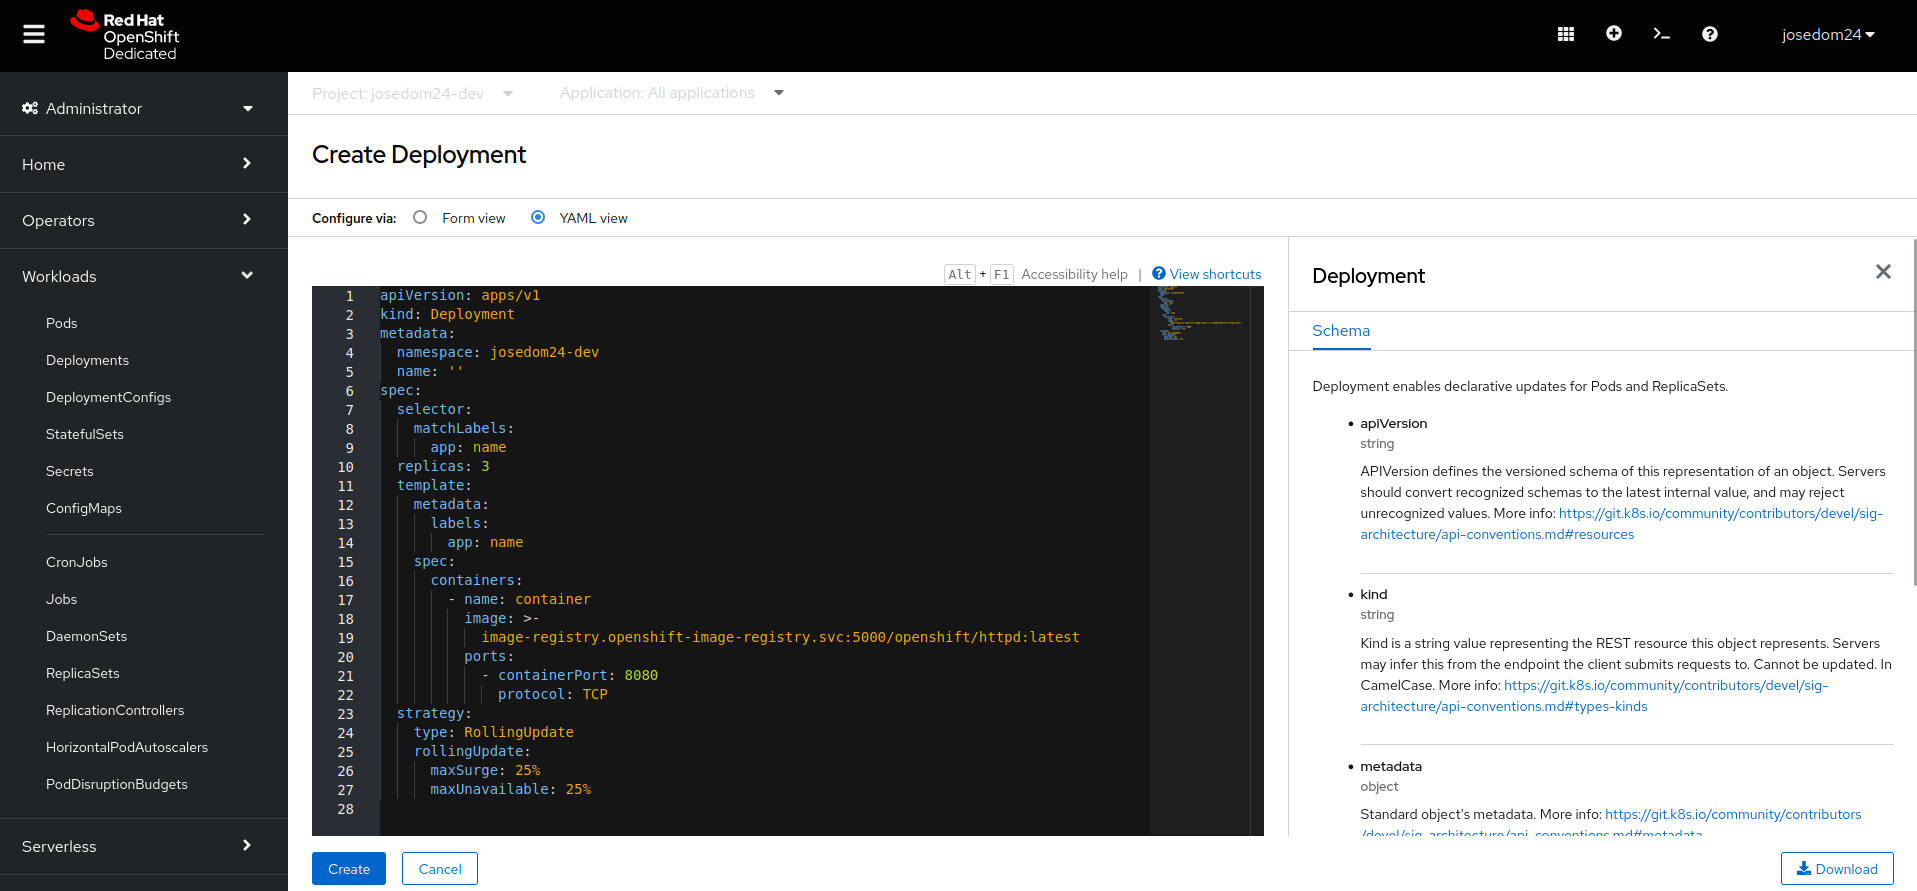 Red Hat
OpenShift
Dedicated
josedom24
Administrator
Home
Operators
Workloads
Pods
Deployments
DeploymentConfigs
StatefulSets
Secrets
ConfigMaps
CronJobs
Jobs
DaemonSets
ReplicaSets
ReplicationControllers
HorizontalPodAutoscalers
PodDisruptionBudgets
Serverless
Project: josedom24-dev Application: All applications
Create Deployment
Configure via: Form view YAML view
Alt + F1 Accessibility help | View shortcuts
1 apiVersion: apps/v1
2 kind: Deployment
3 metadata:
4   namespace: josedom24-dev
5   name: ''
6 spec:
7   selector:
8     matchLabels:
9       app: name
10   replicas: 3
11   template:
12     metadata:
13       labels:
14         app: name
15     spec:
16       containers:
17         - name: container
18           image: >-
19             image-registry.openshift-image-registry.svc:5000/openshift/httpd:latest
20           ports:
21             - containerPort: 8080
22               protocol: TCP
23   strategy:
24     type: RollingUpdate
25     rollingUpdate:
26       maxSurge: 25%
27       maxUnavailable: 25%
28
Create Cancel
Deployment
Schema
Deployment enables declarative updates for Pods and ReplicaSets.
• apiVersion
string
APIVersion defines the versioned schema of this representation of an object. Servers
should convert recognized schemas to the latest internal value, and may reject
unrecognized values. More info: https://git.k8s.io/community/contributors/devel/sig-
architecture/api-conventions.md#resources
• kind
string
Kind is a string value representing the REST resource this object represents. Servers
may infer this from the endpoint the client submits requests to. Cannot be updated. In
CamelCase. More info: https://git.k8s.io/community/contributors/devel/sig-
architecture/api-conventions.md#types-kinds
• metadata
object
Standard object's metadata. More info: https://git.k8s.io/community/contributors
/devel/sig-architecture/api-conventions.md#metadata
Download